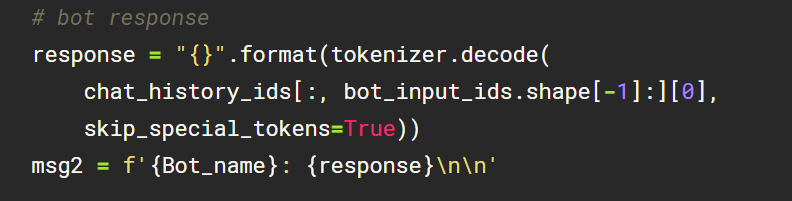 # bot response
response = "{}".format(tokenizer.decode(
    chat_history_ids[:, bot_input_ids.shape[-1]:][0],
    skip_special_tokens=True))
msg2 = f'{Bot_name}: {response}\n\n'